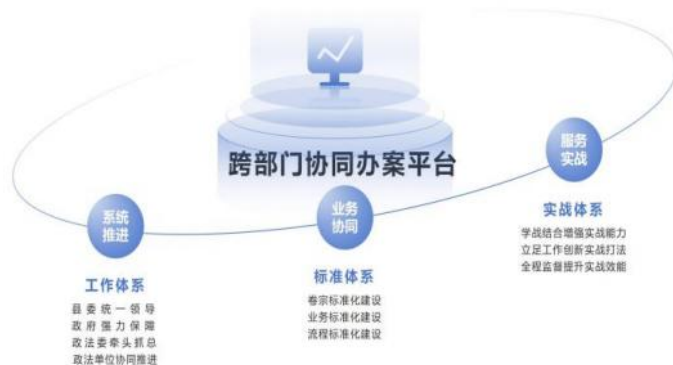 跨部门协同办案平台
系统
推进
工作体系
县委统一领导
政府强力保障
政法委牵头抓总
政法单位协同推进
业务
协同
标准体系
卷宗标准化建设
业务标准化建设
流程标准化建设
服务
实战
实战体系
学战结合增强实战能力
立足工作创新实战打法
全程监督提升实战效能